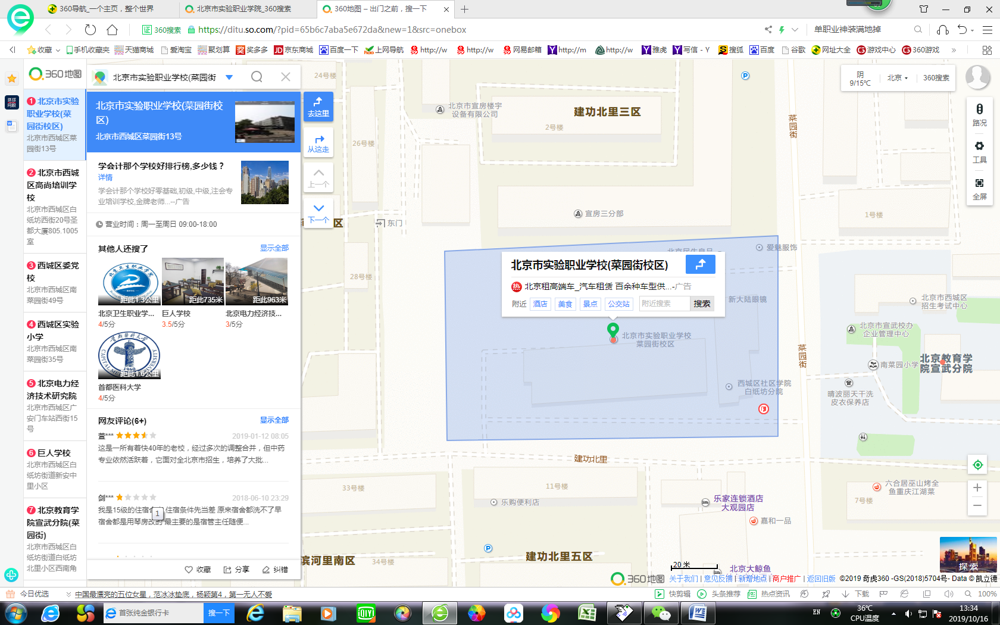 360导航_一个主页，整个世界
北京市实验职业学院_360搜索
360地图 – 出门之前，搜一下
证 360搜索 https://ditu.so.com/?pid=65b6c7aba5e672da&new=1&src=onebox
单职业神装满地掉
收藏 手机收藏夹 天猫商城 爱淘宝 聚划算 奖多多 京东商城 百度一下 上网导航 http://w http://w 网易邮箱 http://m http://w 雅虎 写信 - Y 搜狐 百度 谷歌 网址大全 游戏中心 360游戏 »
360地图
北京市实验职业学校(菜园街
1 北京市实验职业学校(菜园街校区)
北京市西城区菜园街13号
2 北京市西城区高尚培训学校
北京市西城区白纸坊西街20号圣都大厦805.1005室
3 西城区委党校
北京市西城区南菜园街49号
4 西城区实验小学
北京市西城区南菜园街35号
5 北京电力经济技术研究院
北京市西城区广安门车站西街15号
6 巨人学校
北京市西城区白纸坊街道新安中里小区
7 北京教育学院宣武分院(菜园街)
北京市西城区白纸坊街道白纸坊北里小区西南角
北京市实验职业学校(菜园街校
区)
北京市西城区菜园街13号
学会计那个学校好排行榜,多少钱？
详情
学会计那个学校好零基础,初级,中级,注会专
业培训学校,金牌老师...--广告
营业时间：周一至周日 09:00-18:00
其他人还搜了 显示全部
距此1.3公里 距此735米 距此963米
北京卫生职业学... 巨人学校 北京电力经济技...
4/5分 3.5/5分 3/5分
距此1.6公里
首都医科大学
4/5分
网友评论(6+) 显示全部
萱*** 2019-01-12 08:05
这是一所有着快40年的老校，经过多次的调整合并，但中药
专业依然活跃着，它面对全北京市招生，培养了大批...
剑*** 2018-06-10 23:29
我是15级的住宿 住宿条件先当差 原来宿舍都洗不了早
宿舍都是用琴房改的 最主要的是宿管主任随便...
1
收藏 分享 纠错
去这里
从这走
上一个
下一个
24号楼
北京市宣房楼宇
设备有限公司
建功北里三区
2号楼
26号楼
菜园街
宣房三分部
1号楼
区
东门
爱魅服饰
28号楼
北京市实验职业学校(菜园街校区)
热 北京租高端车_汽车租赁 百余种车型供...-广告
附近 酒店 美食 景点 公交站 附近搜索 搜索
新大陆眼镜
北京市实验职业学校
菜园街校区
西城区社区学院
白纸坊分院
菜园街
北京市西城区
招生考试中心
北京市宣武校办
企业管理中心
南菜园小学
北京教育学
院宣武分院
晴波丽天干洗
皮衣保养店
建功北里
33号楼
11号楼
乐购便利店
乐家连锁酒店
大观园店
嘉和一品
六合居巫山烤全
鱼重庆江湖菜
7号楼
滨河里南区
34号楼
建功北里五区
20 米
北京大鲸鱼
阴
9/15℃
北京
360搜索
路况
工具
全屏
探索
360地图 关于我们 | 意见反馈 | 新增地点 | 商户推广 | 返回旧版 ©2019 奇虎360 -GS(2018)5704号- Data © 凯立德
今日优选 中国最漂亮的五位女星，范冰冰垫底，杨颖第4，第一无人不爱
快剪辑 头条推荐 热点资讯 下载 100%
首张纯金银行卡 搜一下
iQIYI
EN
36℃
CPU温度
13:34
2019/10/16